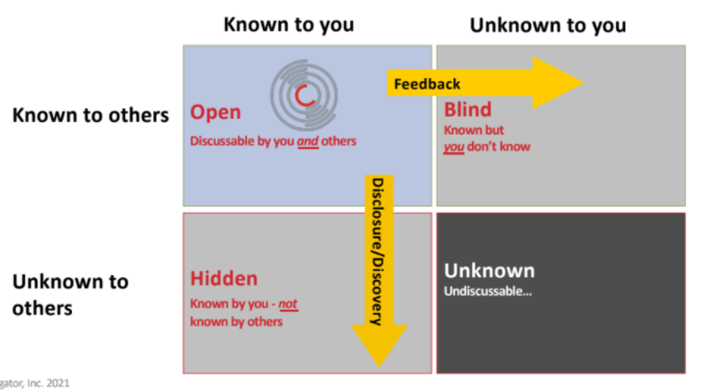 Known to you
Unknown to you
Known to others
Open
Discussable by you and others
Feedback
Blind
Known but
you don't know
Disclosure/Discovery
Unknown to
others
Hidden
Known by you - not
known by others
Unknown
Undiscussable...
gator, Inc. 2021